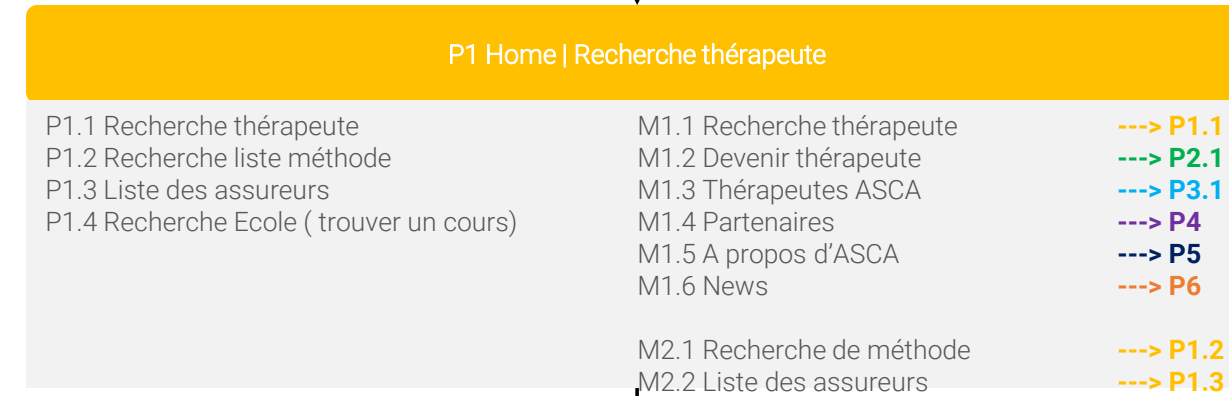 P1 Home | Recherche thérapeute
P1.1 Recherche thérapeute
P1.2 Recherche liste méthode
P1.3 Liste des assureurs
P1.4 Recherche Ecole ( trouver un cours)
M1.1 Recherche thérapeute ---> P1.1
M1.2 Devenir thérapeute ---> P2.1
M1.3 Thérapeutes ASCA ---> P3.1
M1.4 Partenaires ---> P4
M1.5 A propos d’ASCA ---> P5
M1.6 News ---> P6
M2.1 Recherche de méthode ---> P1.2
M2.2 Liste des assureurs ---> P1.3